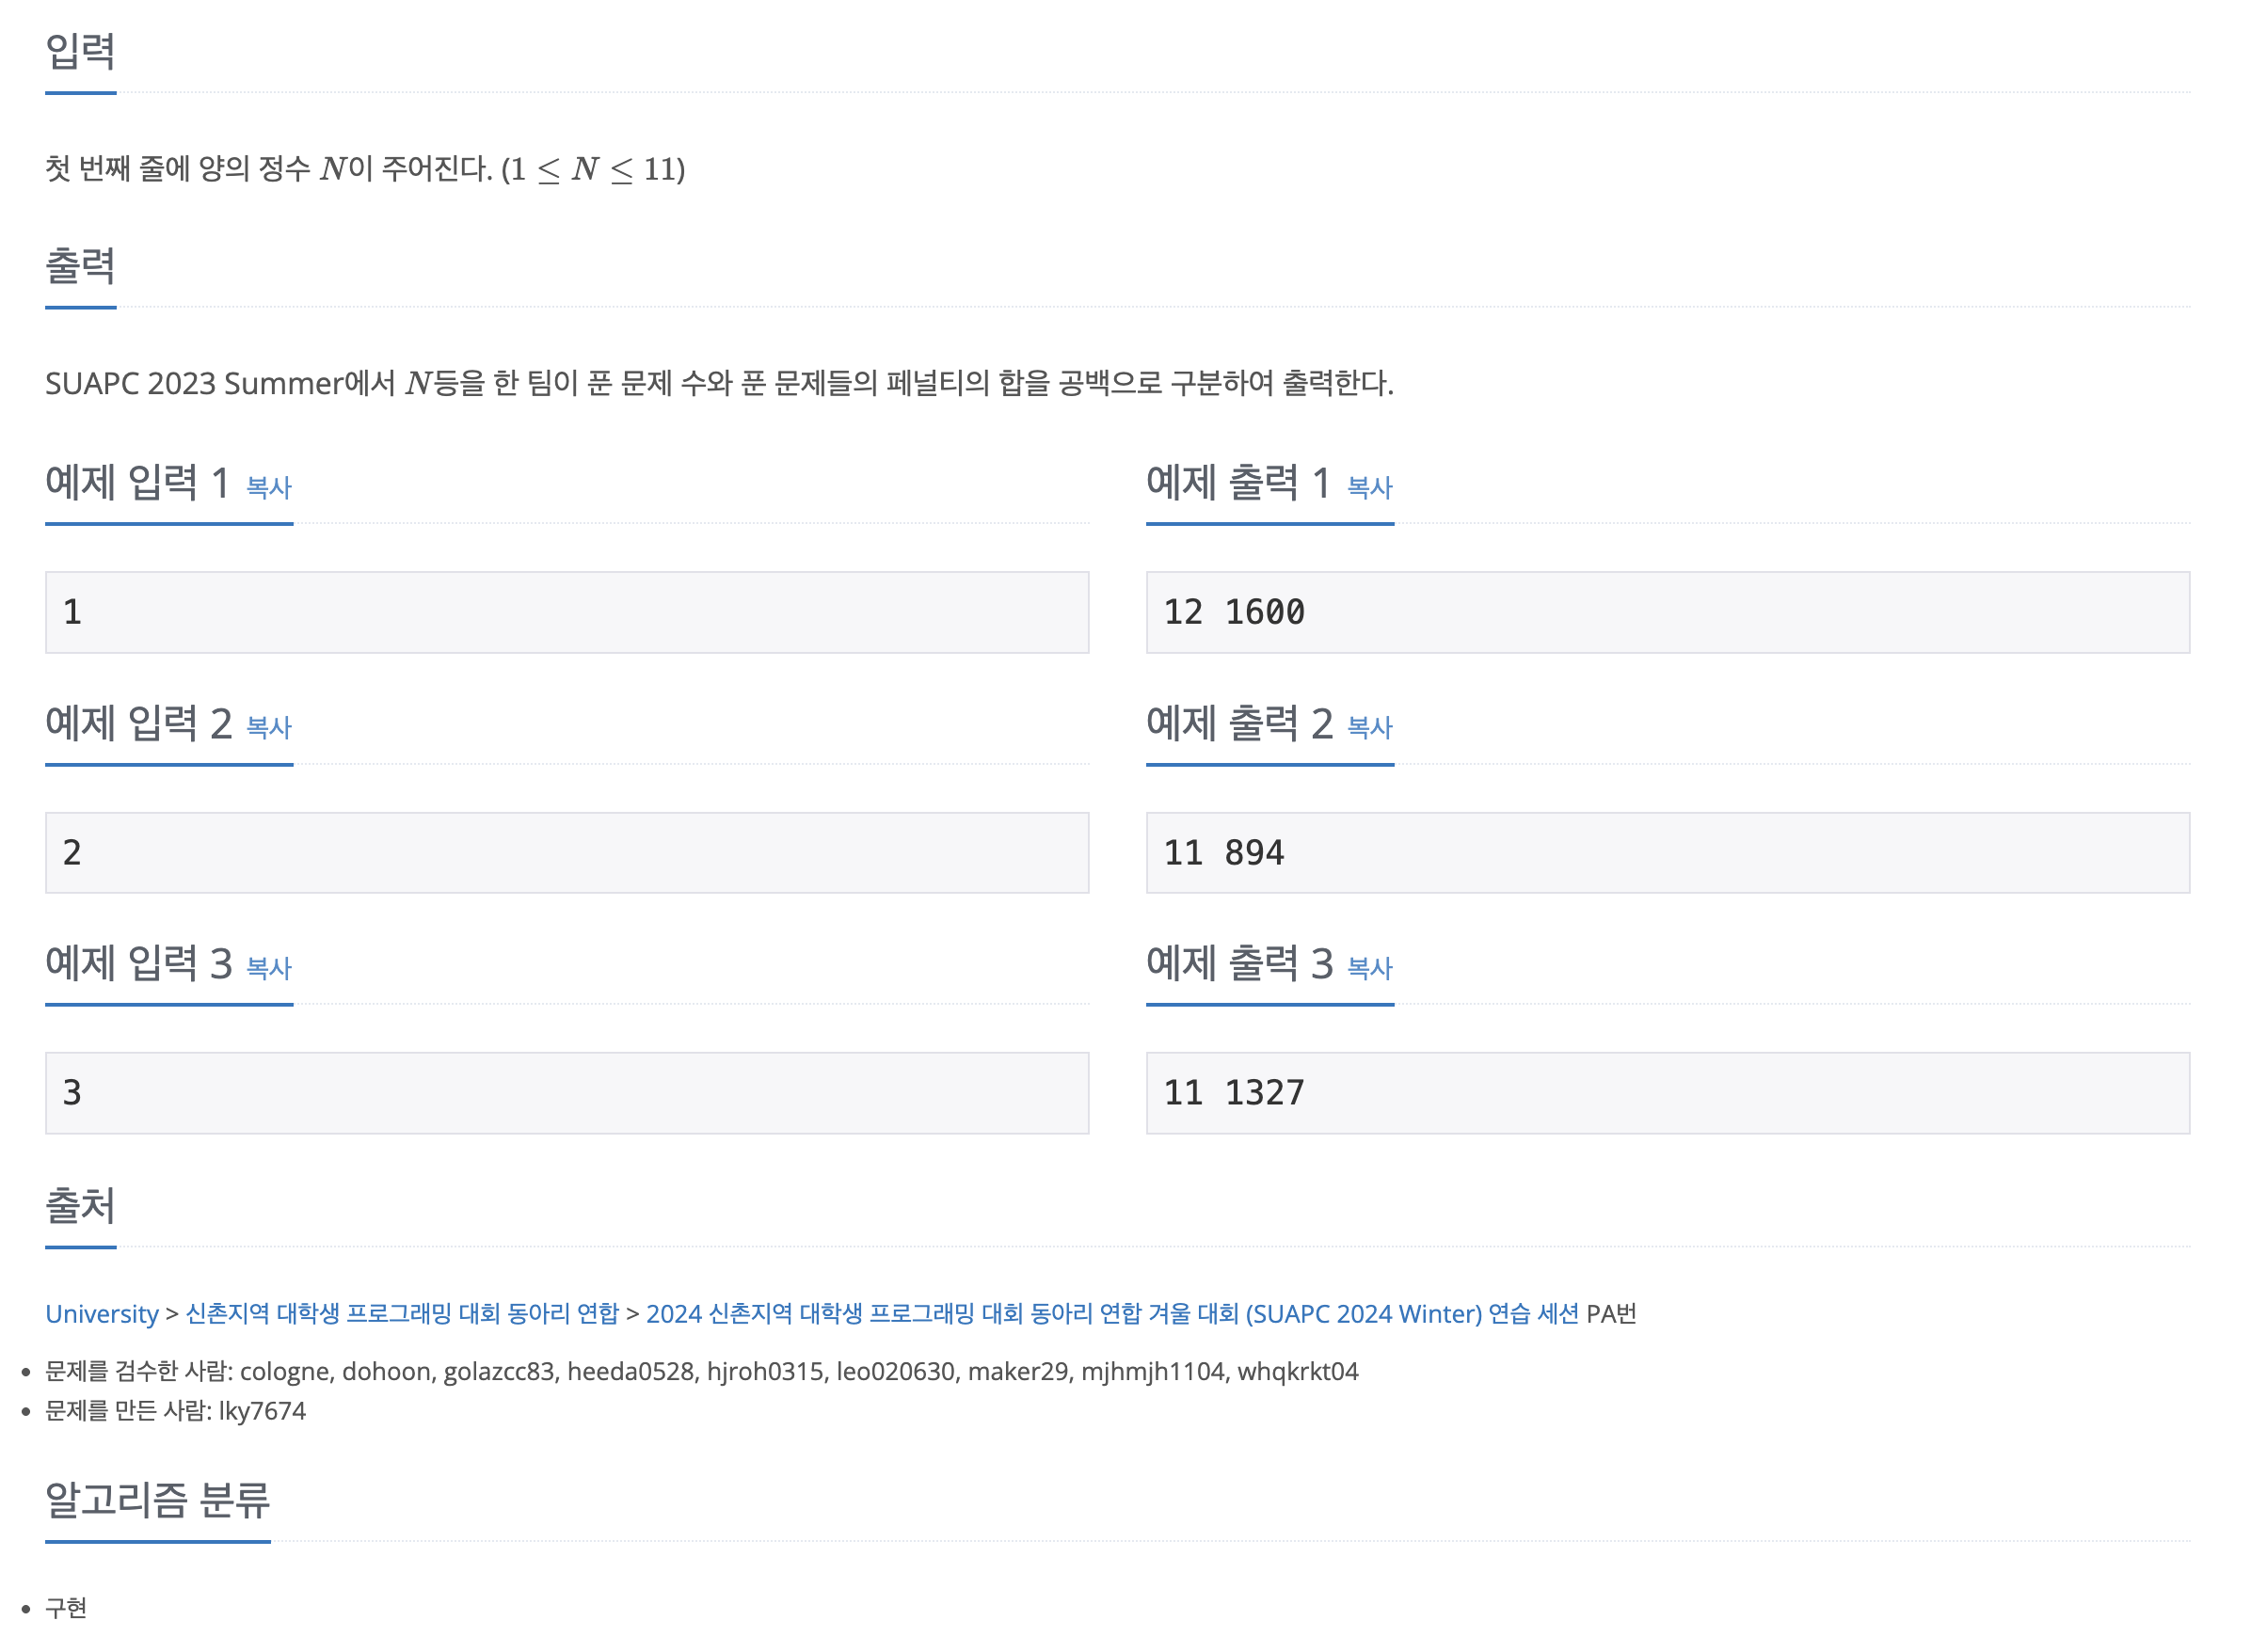 입력
첫 번째 줄에 양의 정수 N이 주어진다. (1 ≤ N ≤ 11)
출력
SUAPC 2023 Summer에서 N등을 한 팀이 푼 문제 수와 푼 문제들의 페널티의 합을 공백으로 구분하여 출력한다.
예제 입력 1 복사
1
예제 출력 1 복사
12 1600
예제 입력 2 복사
2
예제 출력 2 복사
11 894
예제 입력 3 복사
3
예제 출력 3 복사
11 1327
출처
University > 신촌지역 대학생 프로그래밍 대회 동아리 연합 > 2024 신촌지역 대학생 프로그래밍 대회 동아리 연합 겨울 대회 (SUAPC 2024 Winter) 연습 세션 PA번
• 문제를 검수한 사람: cologne, dohoon, golazcc83, heeda0528, hjroh0315, leo020630, maker29, mjhmjh1104, whqkrkt04
• 문제를 만든 사람: lky7674
알고리즘 분류
• 구현